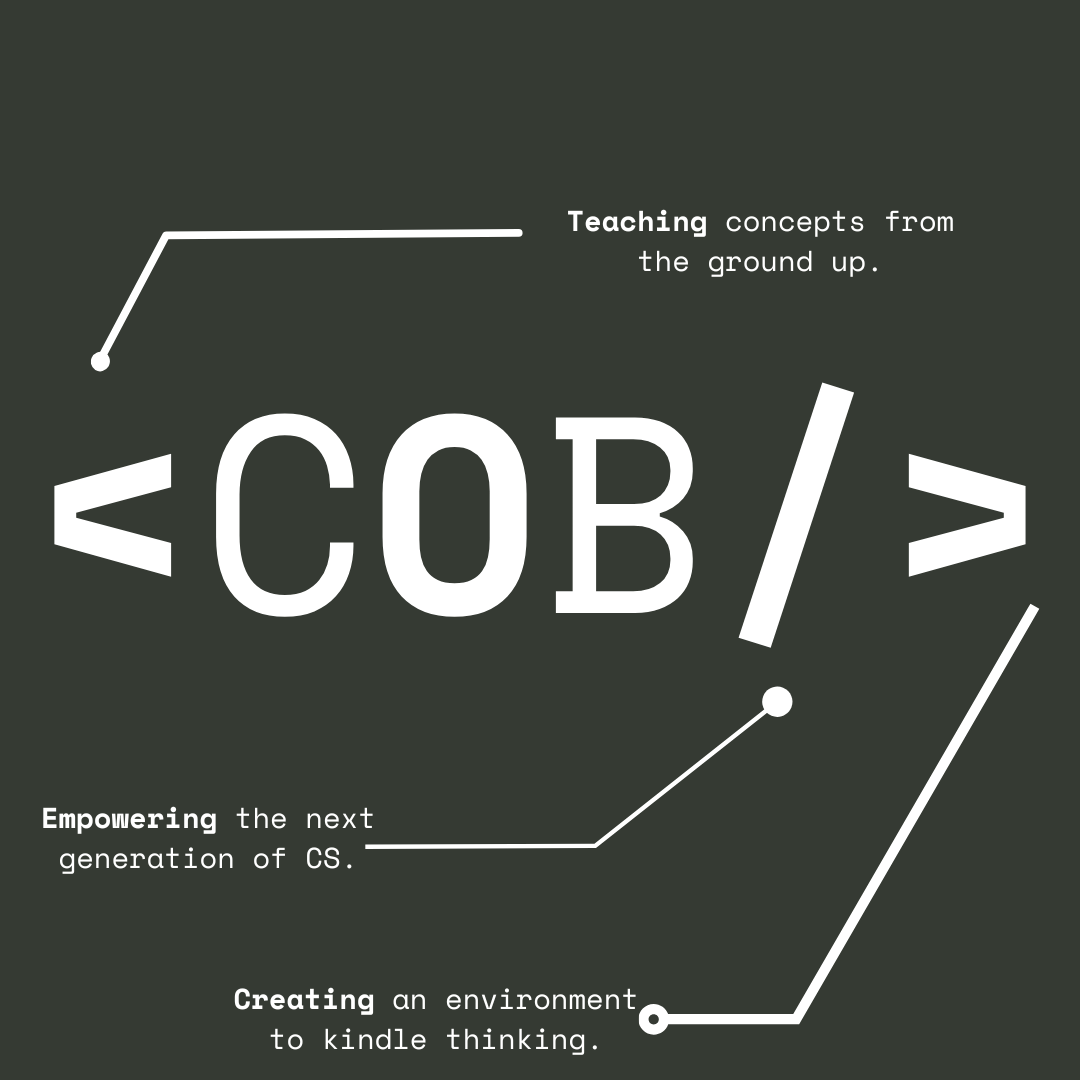 Teaching concepts from
the ground up.
<COB/>
Empowering the next
generation of CS.
Creating an environment
to kindle thinking.